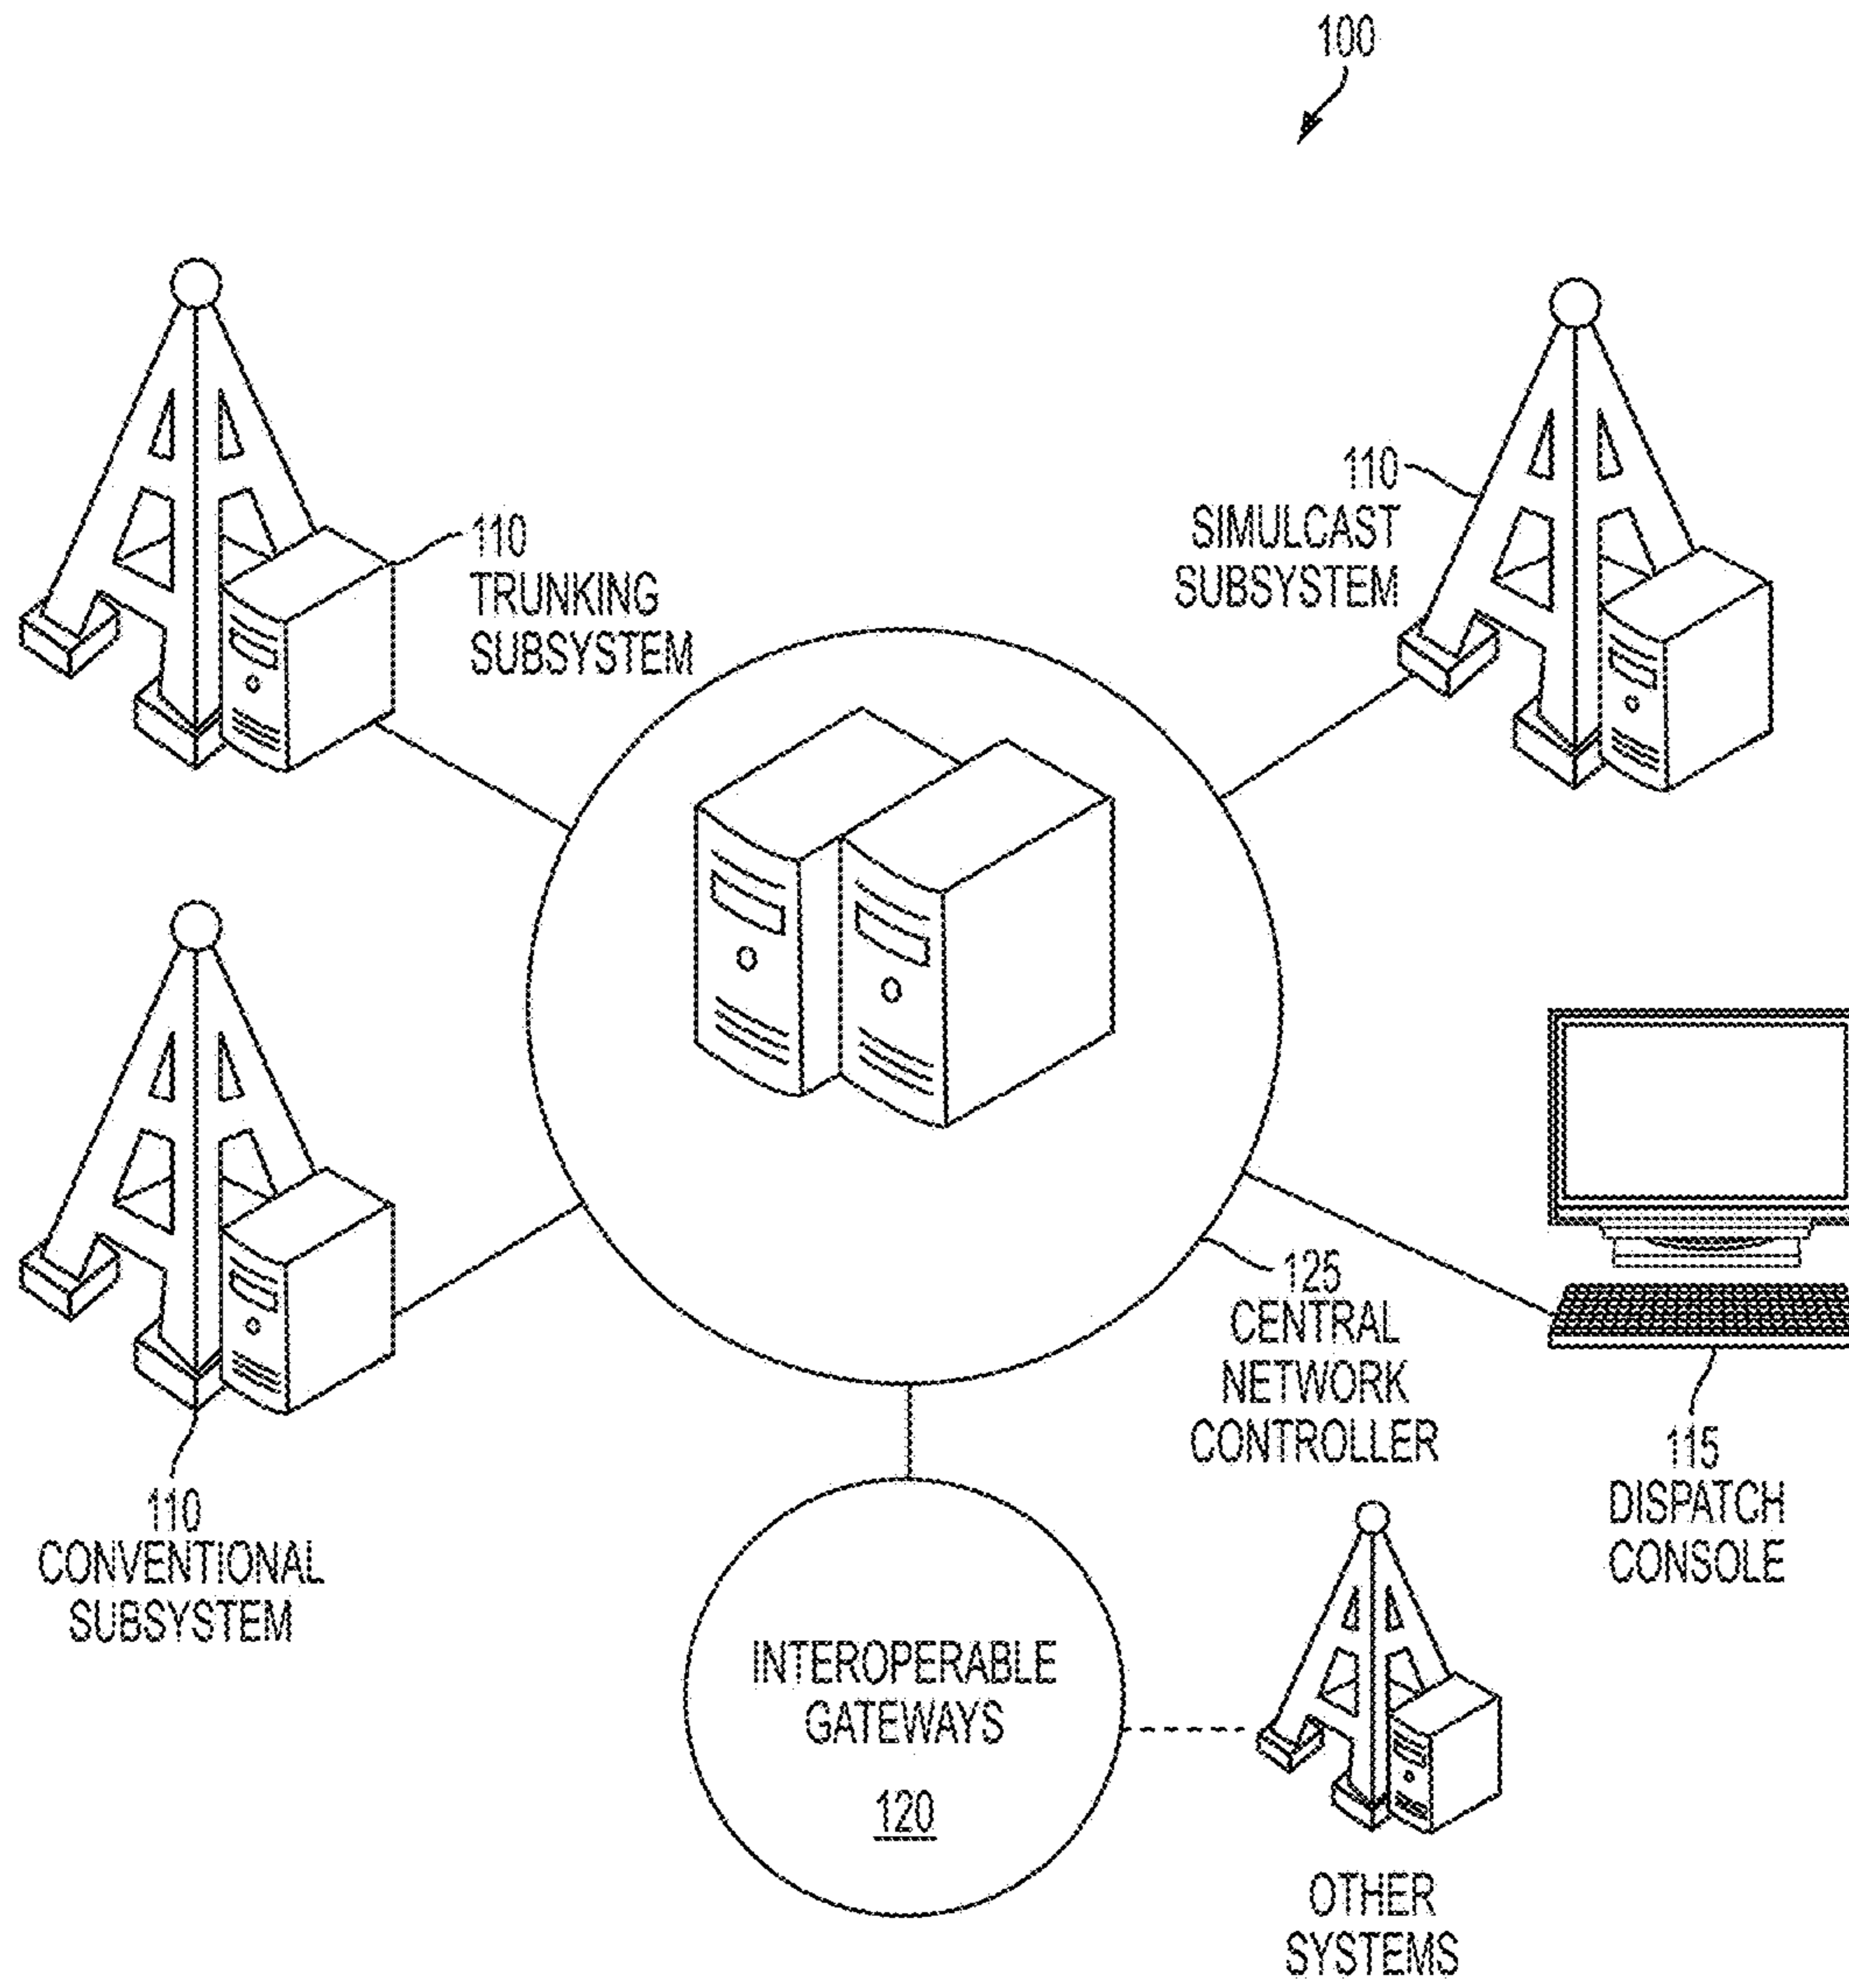 100
110
TRUNKING
SUBSYSTEM
110
SIMULCAST
SUBSYSTEM
125
CENTRAL
NETWORK
CONTROLLER
115
DISPATCH
CONSOLE
110
CONVENTIONAL
SUBSYSTEM
INTEROPERABLE
GATEWAYS
120
OTHER
SYSTEMS